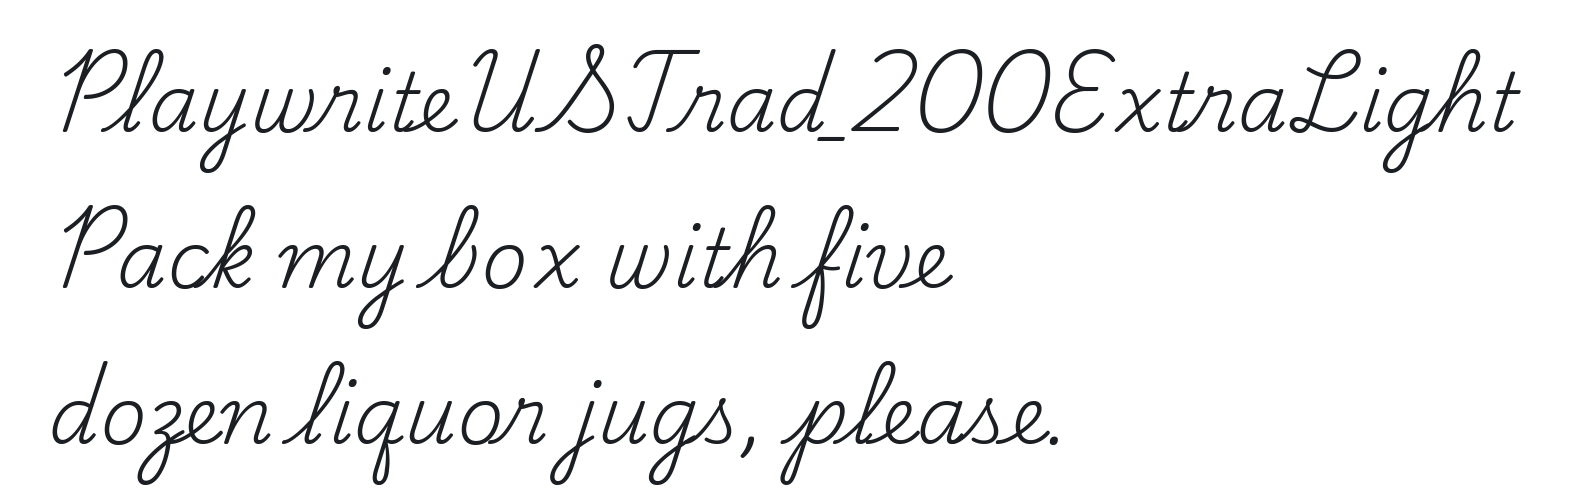 PlaywriteUSTrad_200ExtraLight
Pack my box with five
dozen liquor jugs, please.